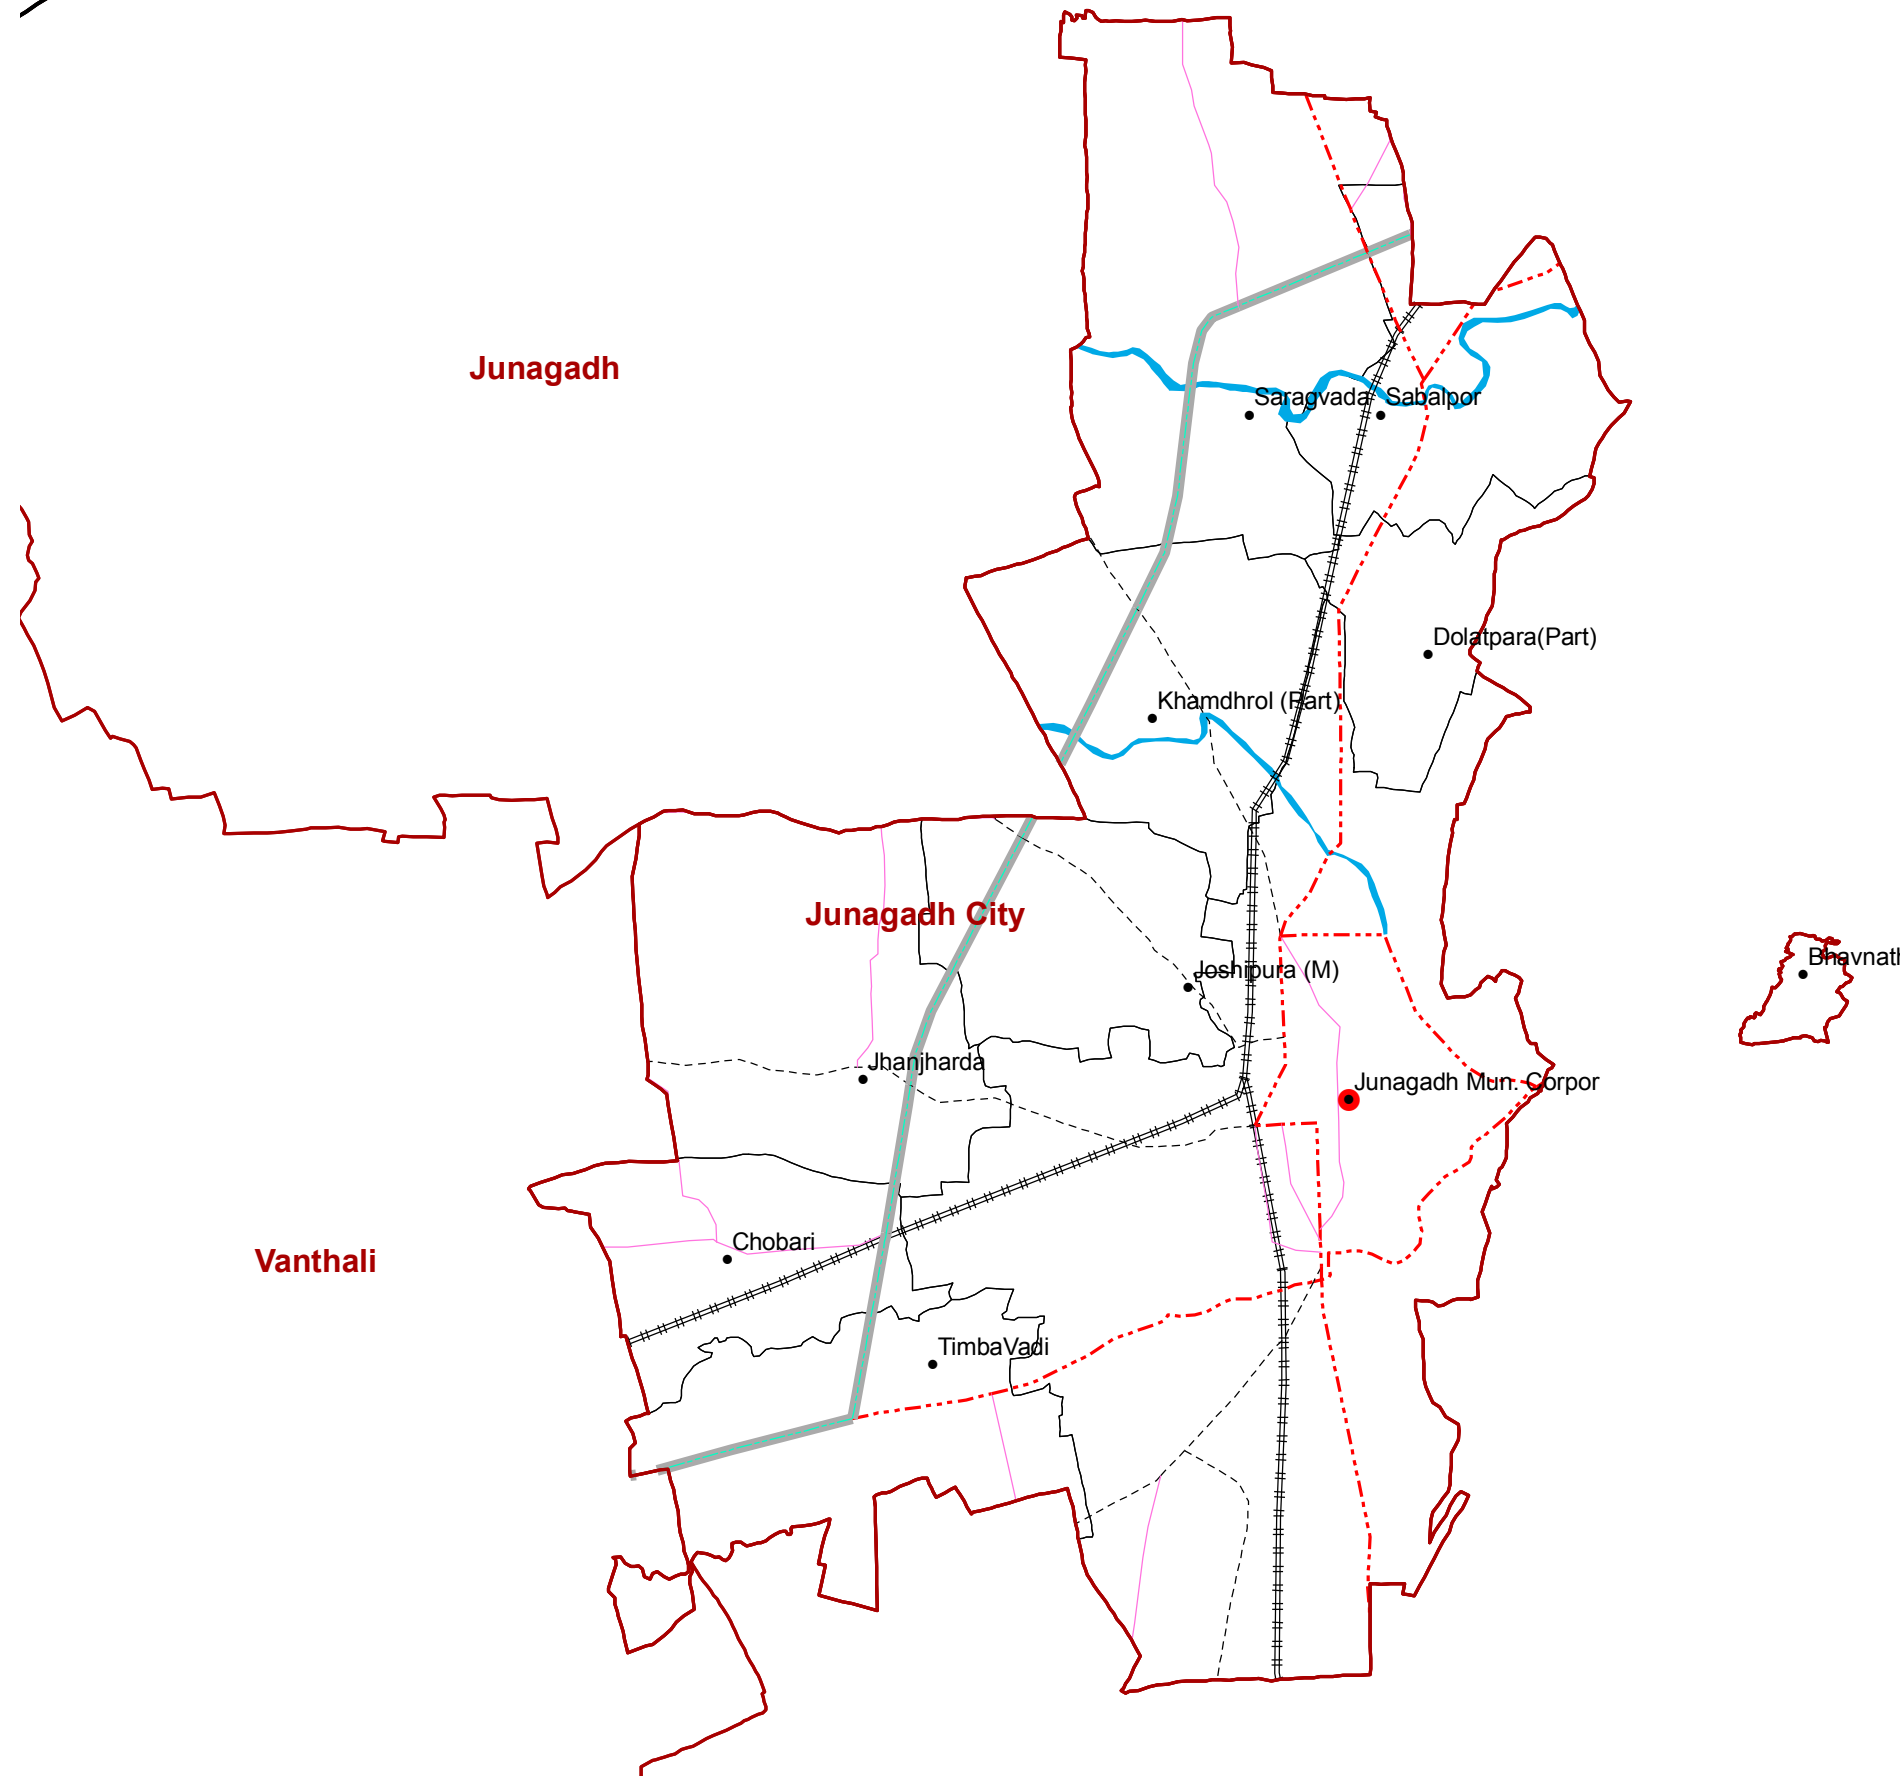 Junagadh
Saragvada
Sabalpor
Dolatpara(Part)
Khamdhrol (Part)
Junagadh City
Bhavnath
Joshipura (M)
Jhanjharda
Junagadh Mun. Corpor
Chobari
Vanthali
TimbaVadi